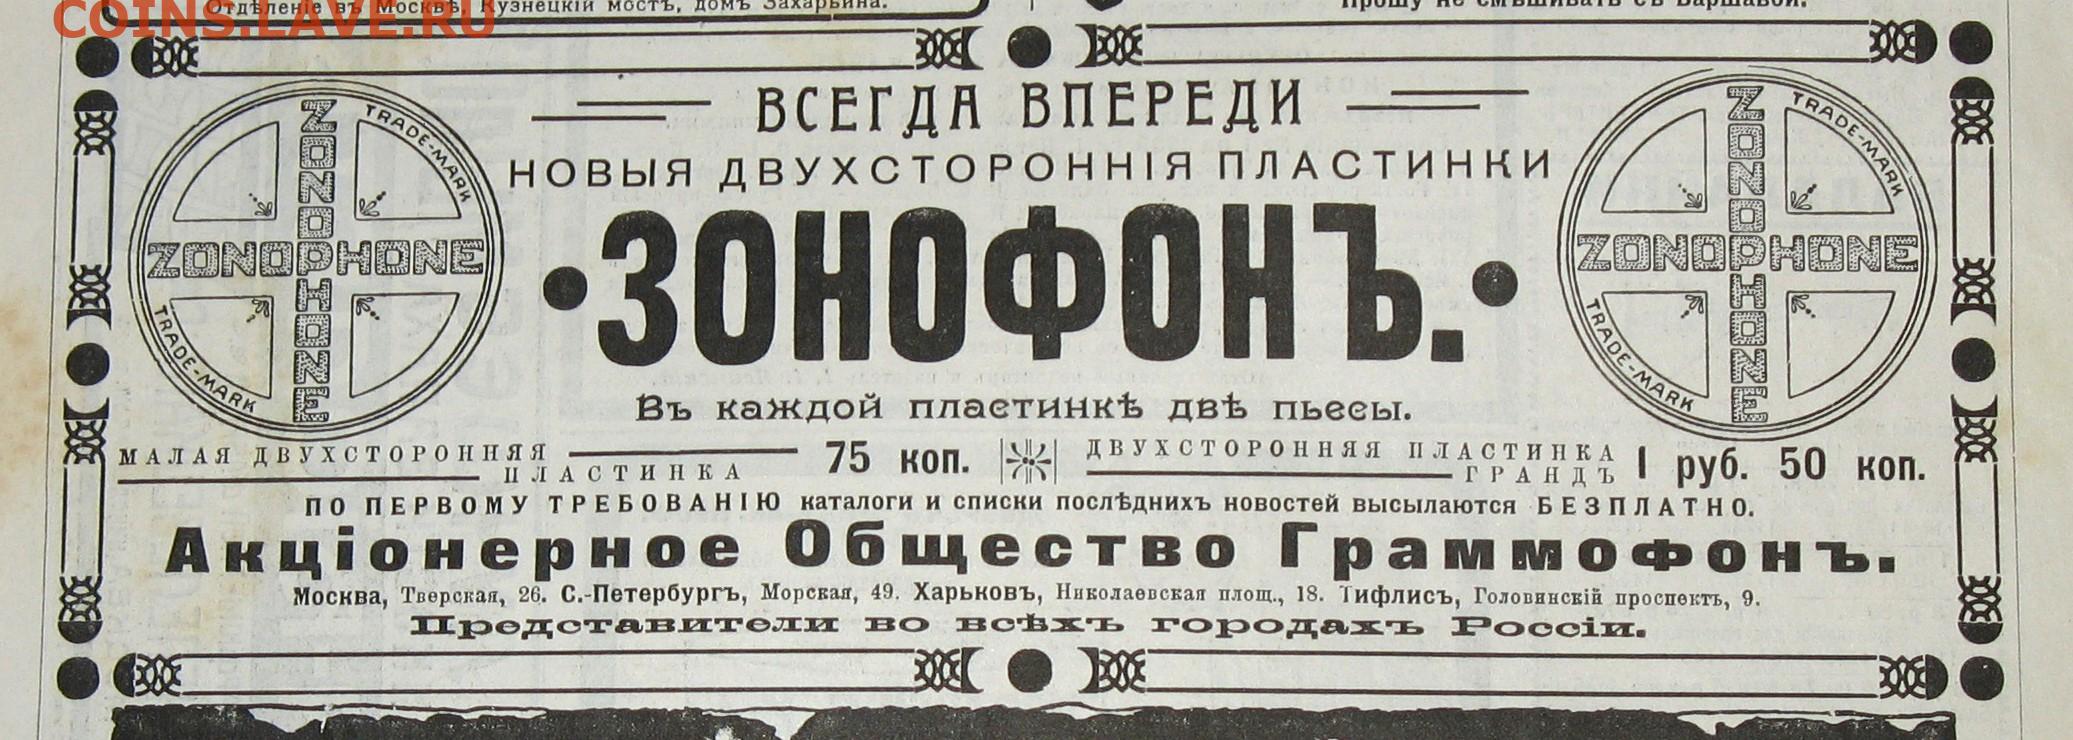 Отдѣленіе въ Москвѣ, Кузнецкій мостъ, домъ Захарьина.
Прошу не смѣшивать съ Варшавой.
COINS.LAVE.RU
ВСЕГДА ВПЕРЕДИ
НОВЫЯ ДВУХСТОРОННІЯ ПЛАСТИНКИ
ZONOPHONE
ZONOPHONE
TRADE-MARK
TRADE-MARK
• ЗОНОФОНЪ. •
ZONOPHONE
ZONOPHONE
TRADE-MARK
TRADE-MARK
Въ каждой пластинкѣ двѣ пьесы.
МАЛАЯ ДВУХСТОРОННЯЯ ПЛАСТИНКА 75 коп.
ДВУХСТОРОННЯЯ ПЛАСТИНКА ГРАНДЪ 1 руб. 50 коп.
ПО ПЕРВОМУ ТРЕБОВАНІЮ каталоги и списки послѣднихъ новостей высылаются БЕЗПЛАТНО.
Акціонерное Общество Граммофонъ.
Москва, Тверская, 26. С.-Петербургъ, Морская, 49. Харьковъ, Николаевская площ., 18. Тифлисъ, Головинскій проспектъ, 9.
Представители во всѣхъ городахъ Россіи.